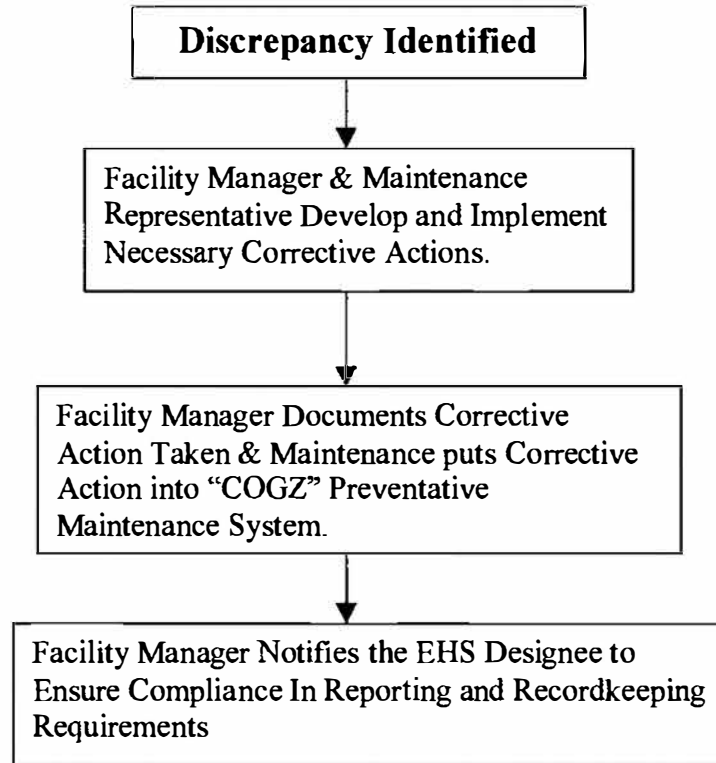 Discrepancy Identified
Facility Manager & Maintenance
Representative Develop and Implement
Necessary Corrective Actions.
Facility Manager Documents Corrective
Action Taken & Maintenance puts Corrective
Action into “COGZ” Preventative
Maintenance System.
Facility Manager Notifies the EHS Designee to
Ensure Compliance In Reporting and Recordkeeping
Requirements